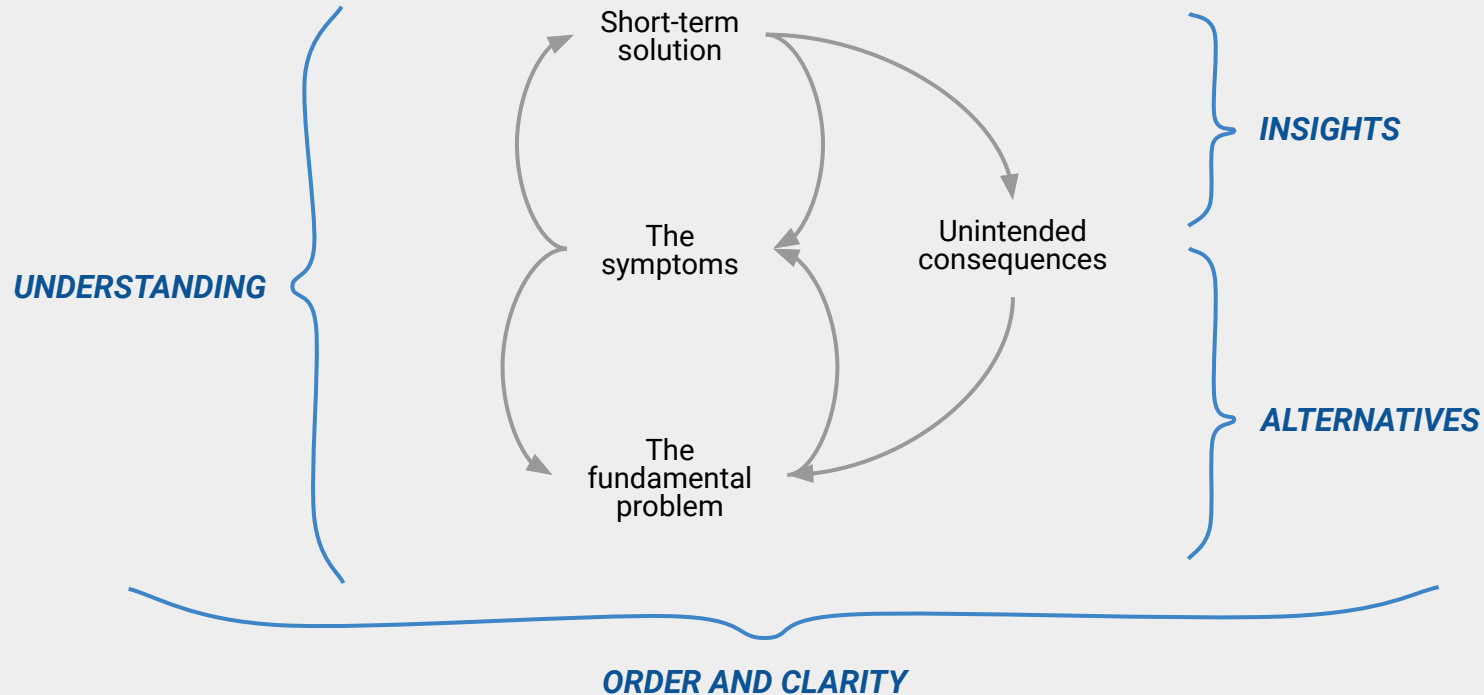 Short-term
solution
INSIGHTS
The
symptoms
Unintended
consequences
UNDERSTANDING
ALTERNATIVES
The
fundamental
problem
ORDER AND CLARITY